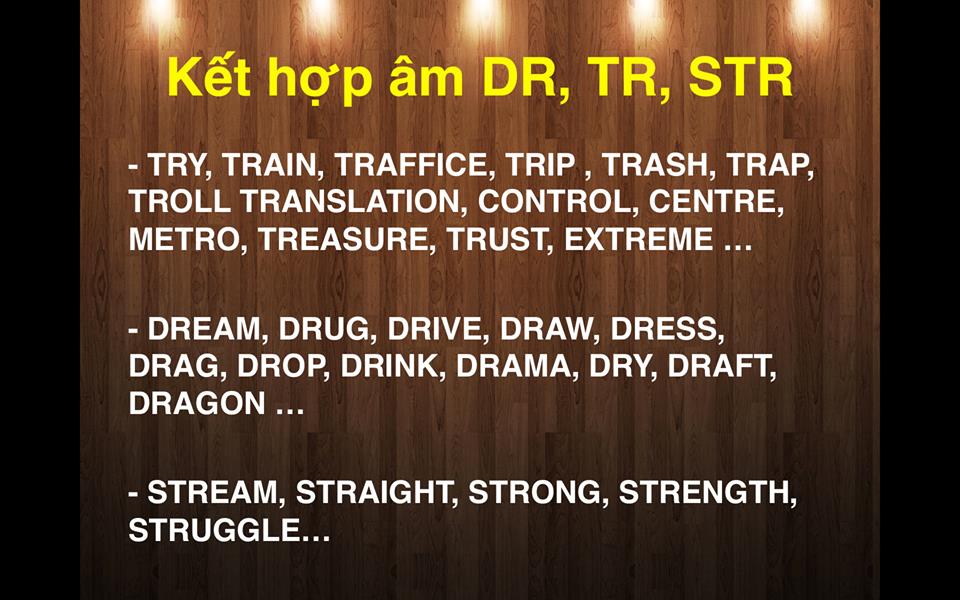 Kết hợp âm DR, TR, STR
- TRY, TRAIN, TRAFFICE, TRIP , TRASH, TRAP,
TROLL TRANSLATION, CONTROL, CENTRE,
METRO, TREASURE, TRUST, EXTREME …
- DREAM, DRUG, DRIVE, DRAW, DRESS,
DRAG, DROP, DRINK, DRAMA, DRY, DRAFT,
DRAGON …
- STREAM, STRAIGHT, STRONG, STRENGTH,
STRUGGLE…